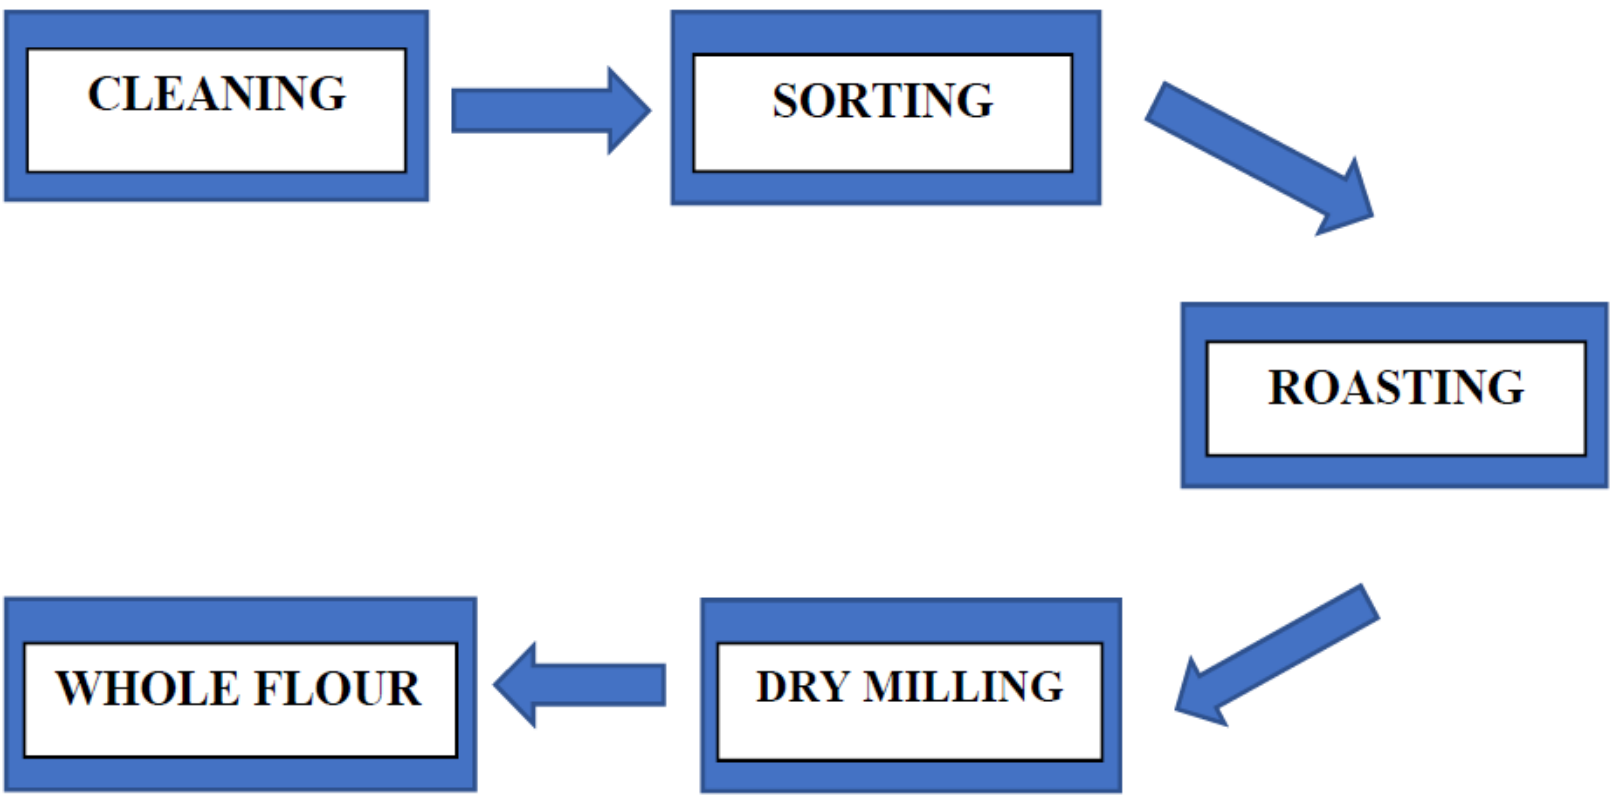 CLEANING
SORTING
ROASTING
DRY MILLING
WHOLE FLOUR